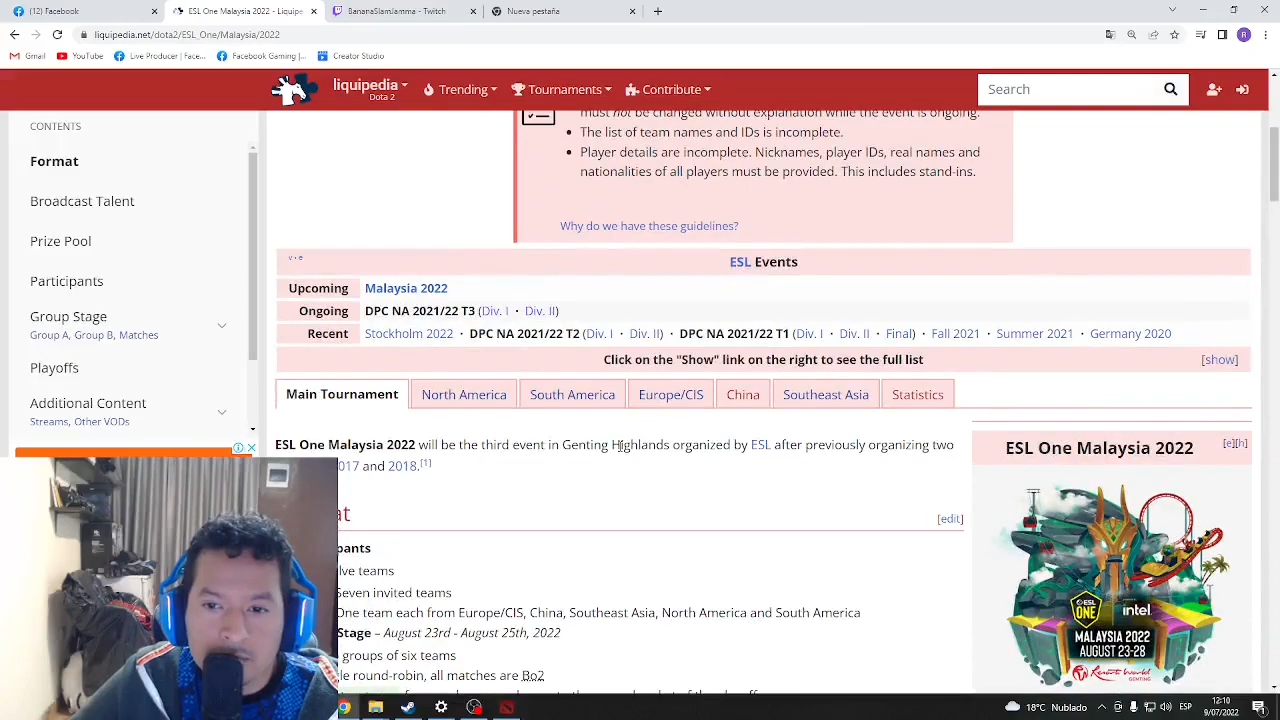 (12) Facebook
ESL One Malaysia 2022 - Liquipe
BananaSlamJamma - Twitch
Nueva pestaña
liquipedia.net/dota2/ESL_One/Malaysia/2022
R
Gmail
YouTube
Live Producer | Face...
Facebook Gaming |...
Creator Studio
liquipedia
Dota 2
Trending
Tournaments
Contribute
Search
CONTENTS
Format
Broadcast Talent
Prize Pool
Participants
Group Stage
Group A, Group B, Matches
Playoffs
Additional Content
Streams, Other VODs
must not be changed without explanation while the event is ongoing.
The list of team names and IDs is incomplete.
Player details are incomplete. Nicknames, player IDs, real names and
nationalities of all players must be provided. This includes stand-ins.
Why do we have these guidelines?
v · e
ESL Events
Upcoming Malaysia 2022
Ongoing DPC NA 2021/22 T3 (Div. I · Div. II)
Recent Stockholm 2022 · DPC NA 2021/22 T2 (Div. I · Div. II) · DPC NA 2021/22 T1 (Div. I · Div. II · Final) · Fall 2021 · Summer 2021 · Germany 2020
Click on the "Show" link on the right to see the full list [show]
Main Tournament North America South America Europe/CIS China Southeast Asia Statistics
ESL One Malaysia 2022 will be the third event in Genting Highlands organized by ESL after previously organizing two
017 and 2018.[1]
at [edit]
pants
lve teams
Seven invited teams
One team each from Europe/CIS, China, Southeast Asia, North America and South America
Stage – August 23rd - August 25th, 2022
groups of six teams
le round-robin, all matches are Bo2
ESL One Malaysia 2022 [e][h]
ESL ONE
intel
MALAYSIA 2022
AUGUST 23-28
Resorts World
GENTING
18°C Nublado
ESP
12:10
9/07/2022